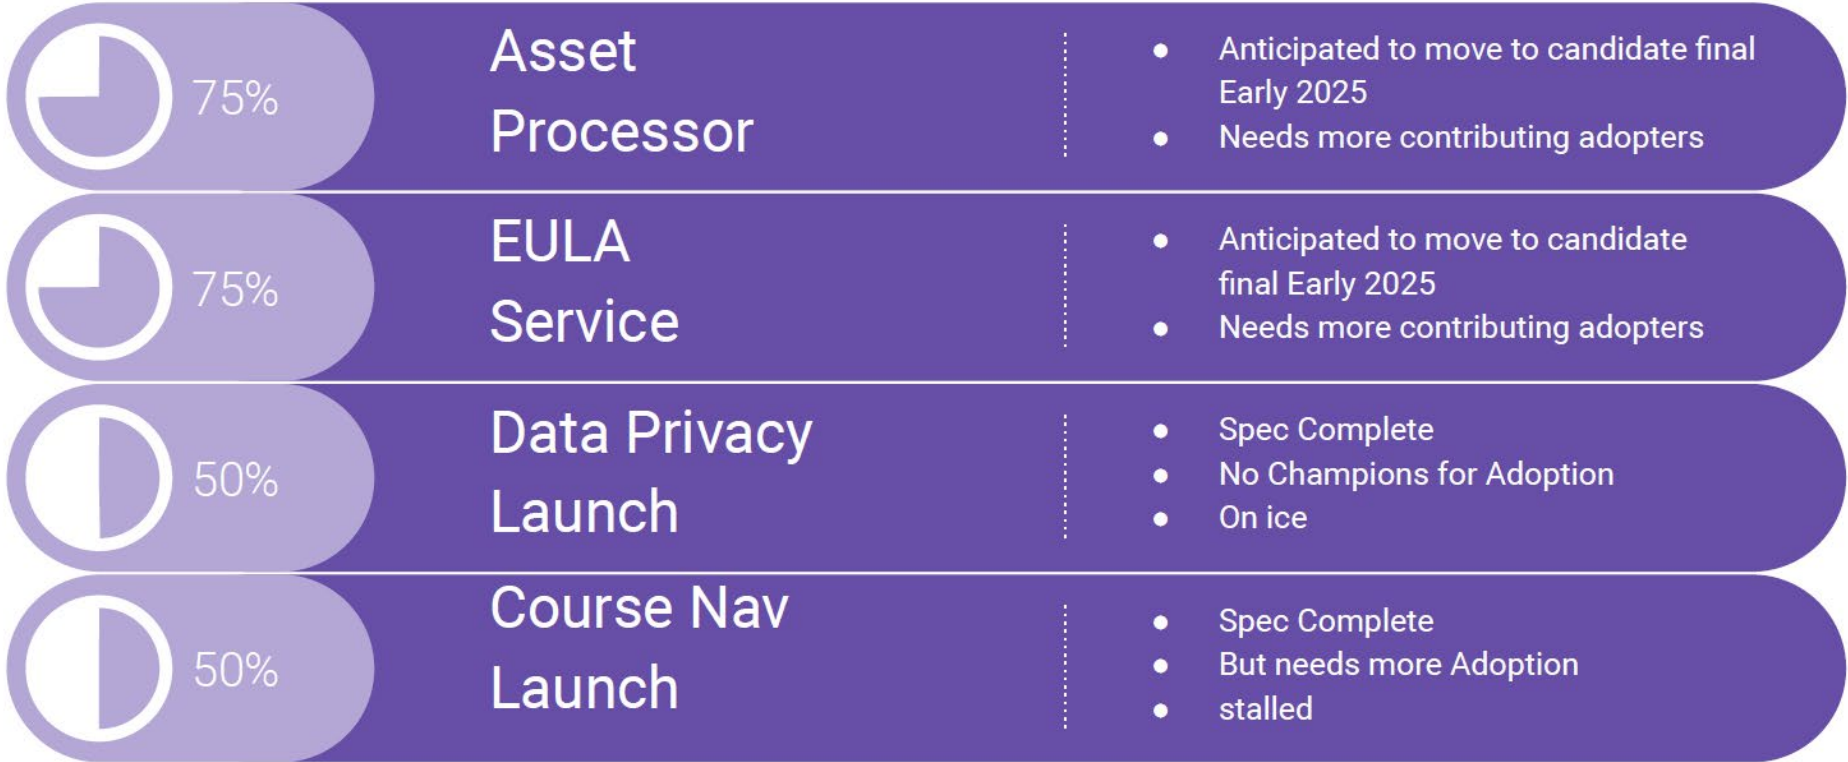 75%
Asset
Processor
● Anticipated to move to candidate final
Early 2025
● Needs more contributing adopters
75%
EULA
Service
● Anticipated to move to candidate
final Early 2025
● Needs more contributing adopters
50%
Data Privacy
Launch
● Spec Complete
● No Champions for Adoption
● On ice
50%
Course Nav
Launch
● Spec Complete
● But needs more Adoption
● stalled